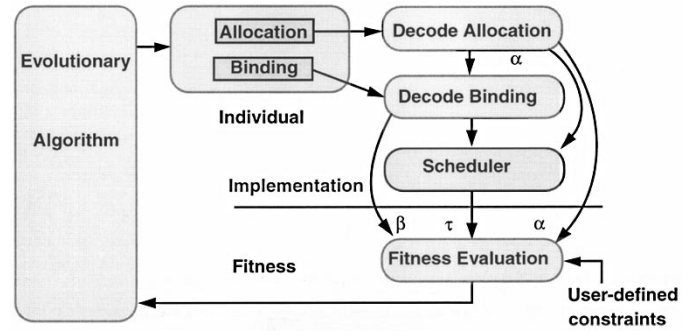 Evolutionary
Algorithm
Allocation
Binding
Individual
Decode Allocation
α
Decode Binding
Scheduler
Implementation
β τ α
Fitness Evaluation
Fitness
User-defined
constraints